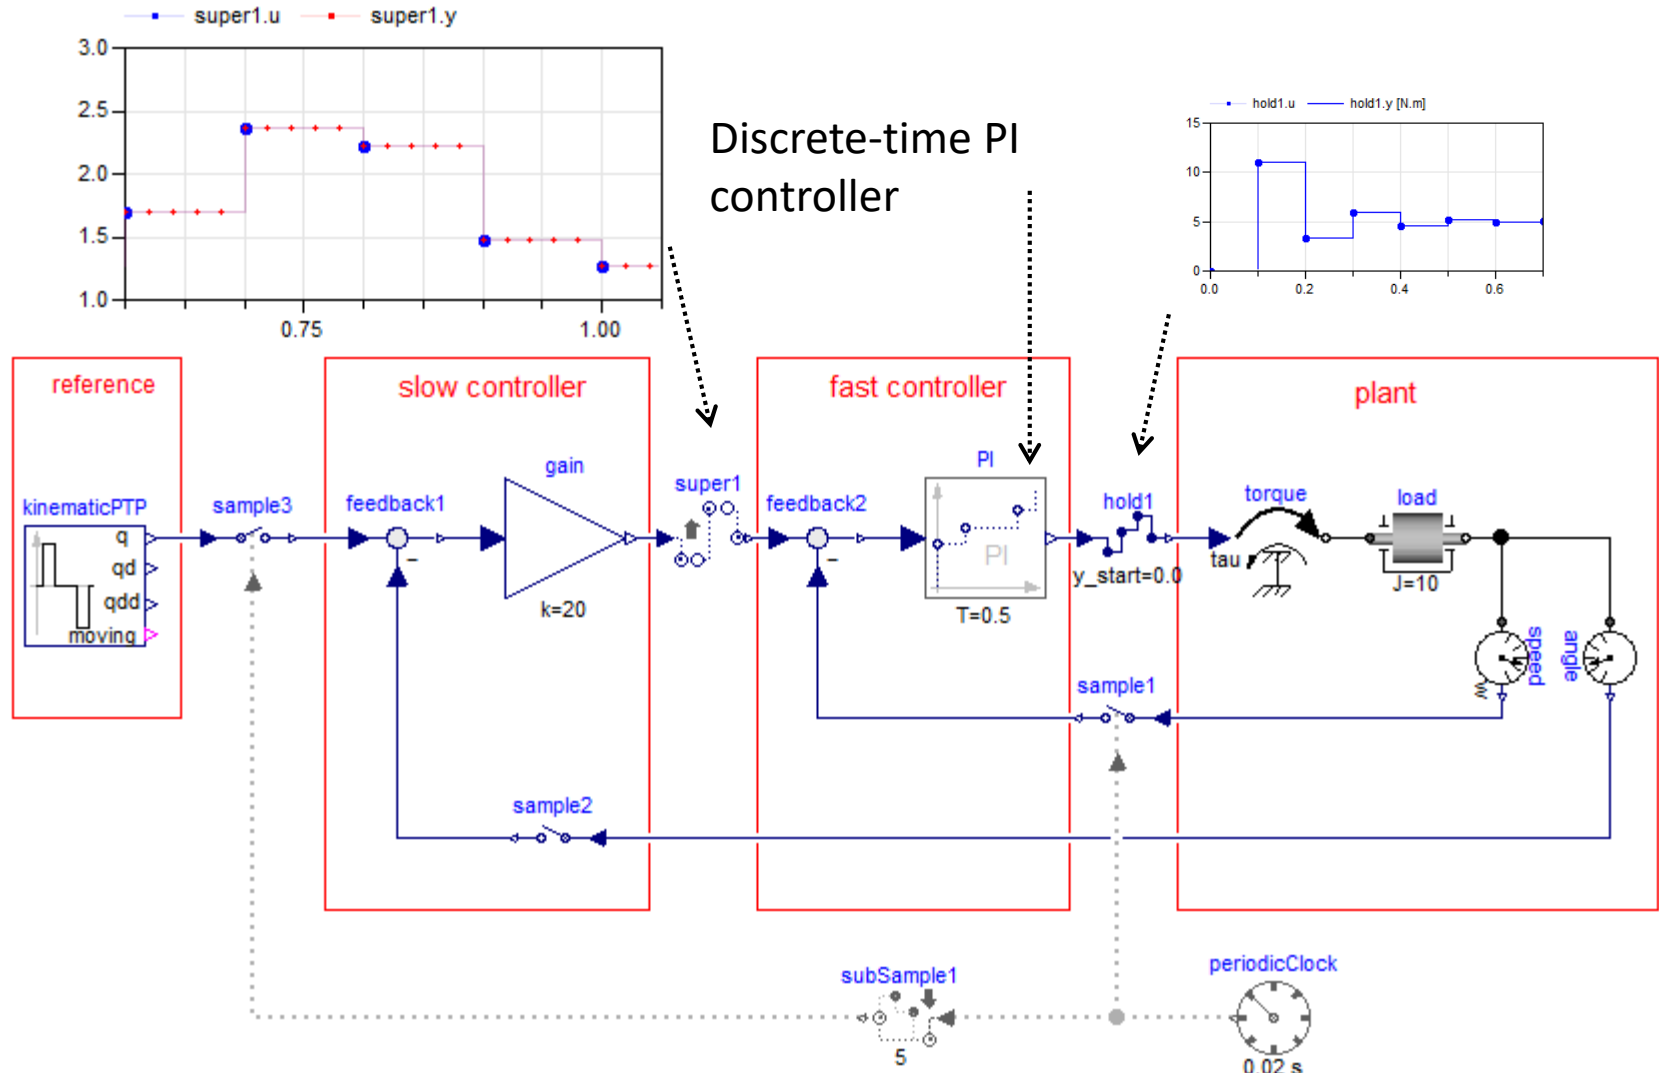 super1.u super1.y
3.0
2.5
2.0
1.5
1.0
0.75 1.00
Discrete-time PI
controller
hold1.u hold1.y [N.m]
15
10
5
0
0.0 0.2 0.4 0.6
reference
slow controller
fast controller
plant
kinematicPTP
q
qd
qdd
moving
sample3
feedback1
gain
k=20
super1
feedback2
PI
PI
T=0.5
hold1
y_start=0.0
torque
tau
load
J=10
speed
w
angle
sample1
sample2
subSample1
5
periodicClock
0.02 s